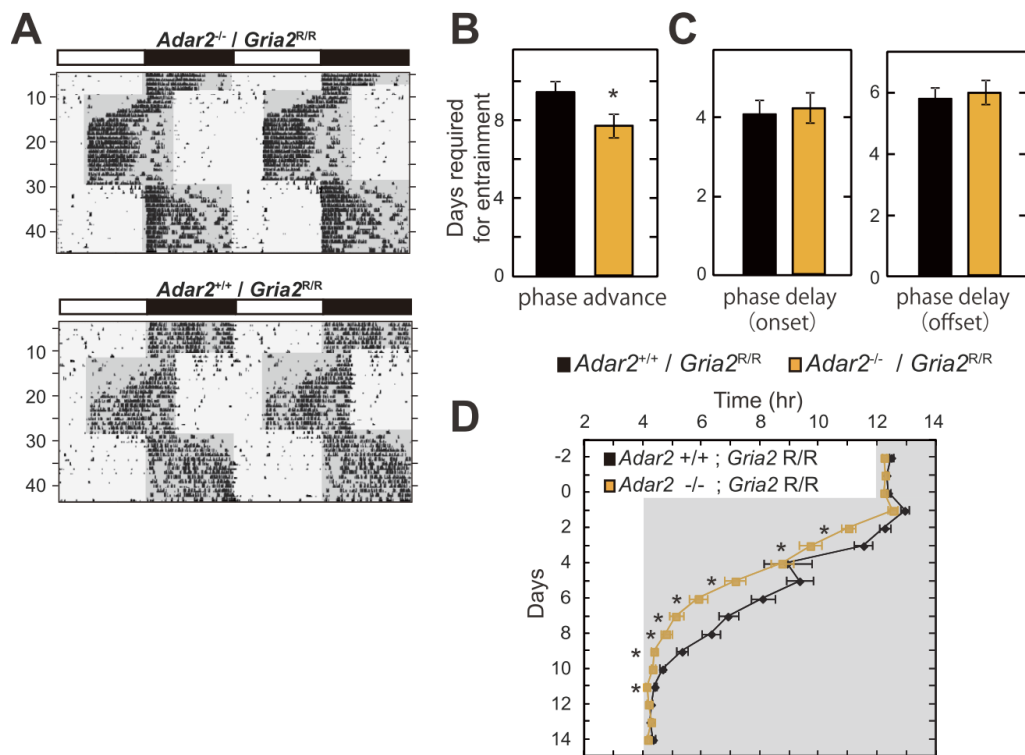 A
Adar2-/- / Gria2R/R
10
20
30
40
Adar2+/+ / Gria2R/R
10
20
30
40
B
Days required
for entrainment
8
4
0
*
phase advance
C
4
2
0
phase delay
(onset)
6
4
2
0
phase delay
(offset)
Adar2+/+ / Gria2R/R
Adar2-/- / Gria2R/R
D
Time (hr)
2 4 6 8 10 12 14
Adar2 +/+ ; Gria2 R/R
Adar2 -/- ; Gria2 R/R
Days
-2
0
2
4
6
8
10
12
14
*
*
*
*
*
*
*
*